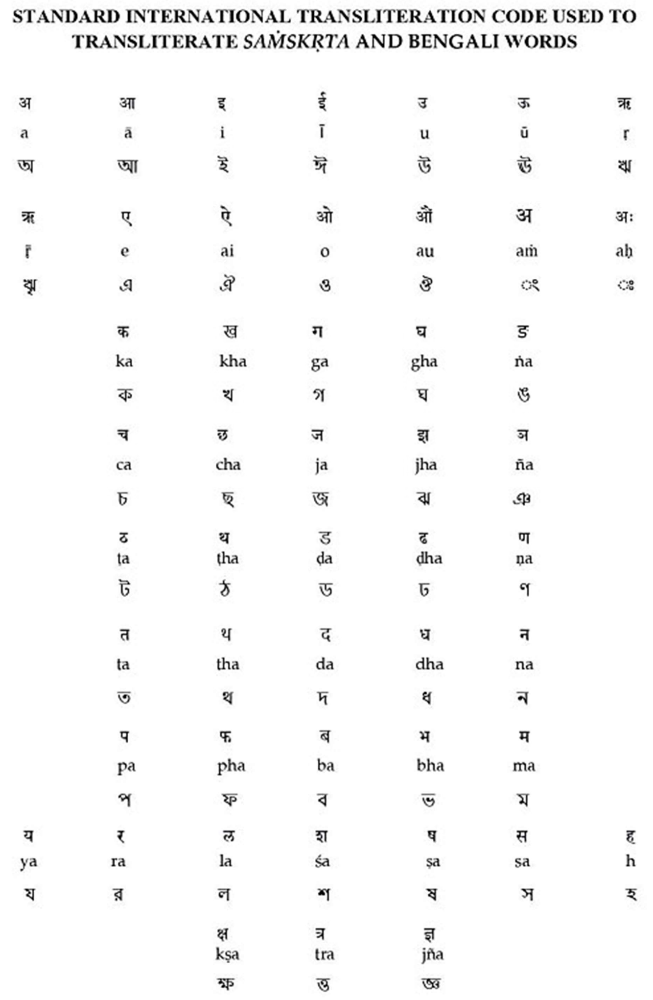 STANDARD INTERNATIONAL TRANSLITERATION CODE USED TO
TRANSLITERATE SAṀSKṚTA AND BENGALI WORDS
अ आ इ ई उ ऊ ऋ
a ā i ī u ū ṛ
অ আ ই ঈ উ ঊ ঋ
ॠ ए ऐ ओ औ अ अः
ṝ e ai o au aṁ aḥ
ৠ এ ঐ ও ঔ ং ঃ
क ख ग घ ङ
ka kha ga gha ṅa
ক খ গ ঘ ঙ
च छ ज झ ञ
ca cha ja jha ña
চ ছ জ ঝ ঞ
ठ थ ड ढ ण
ṭa ṭha ḍa ḍha ṇa
ট ঠ ড ঢ ণ
त थ द ध न
ta tha da dha na
ত থ দ ধ ন
प फ ब भ म
pa pha ba bha ma
প ফ ব ভ ম
य र ल श ष स ह
ya ra la śa ṣa sa h
য র ল শ ষ স হ
क्ष त्र ज्ञ
kṣa tra jña
ক্ষ ত্ত জ্ঞ